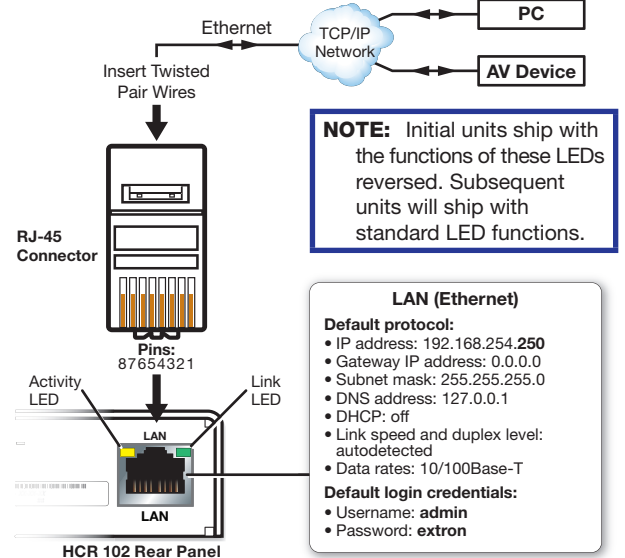 Ethernet
TCP/IP
Network
PC
AV Device
Insert Twisted
Pair Wires
NOTE: Initial units ship with
the functions of these LEDs
reversed. Subsequent
units will ship with
standard LED functions.
RJ-45
Connector
Pins:
87654321
Activity
LED
Link
LED
LAN
LAN
HCR 102 Rear Panel
LAN (Ethernet)
Default protocol:
• IP address: 192.168.254.250
• Gateway IP address: 0.0.0.0
• Subnet mask: 255.255.255.0
• DNS address: 127.0.0.1
• DHCP: off
• Link speed and duplex level:
autodetected
• Data rates: 10/100Base-T
Default login credentials:
• Username: admin
• Password: extron